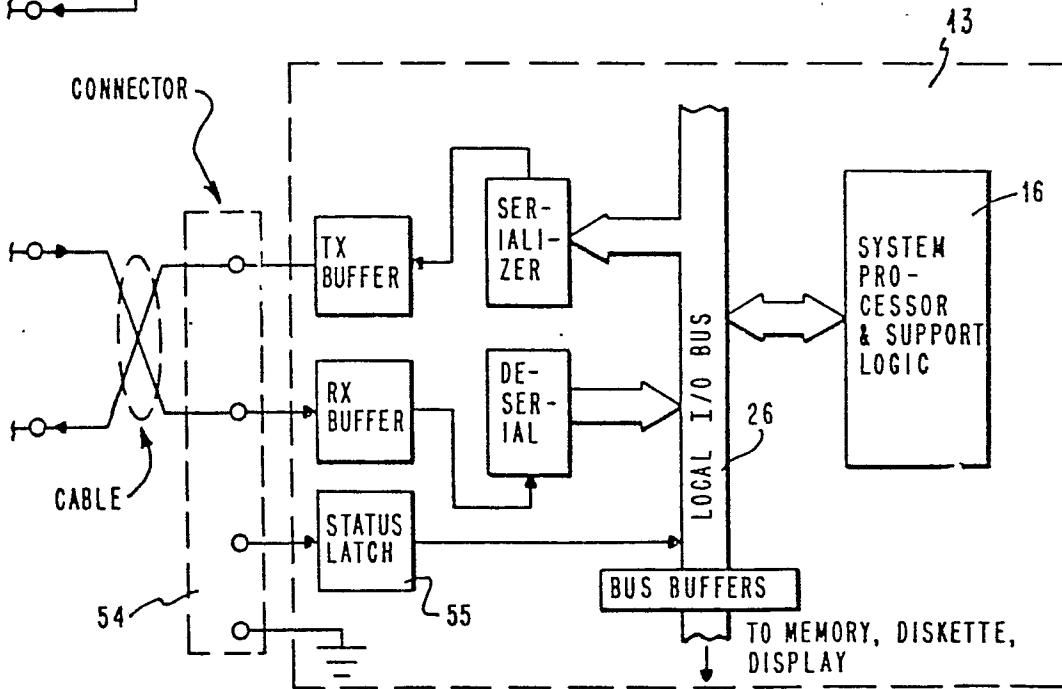 13
CONNECTOR
16
SER-
IALI-
ZER
TX
BUFFER
SYSTEM
PRO-
CESSOR
& SUPPORT
LOGIC
DE-
SER-
IAL
RX
BUFFER
LOCAL I/O BUS
26
CABLE
STATUS
LATCH
BUS BUFFERS
54
55
TO MEMORY, DISKETTE,
DISPLAY